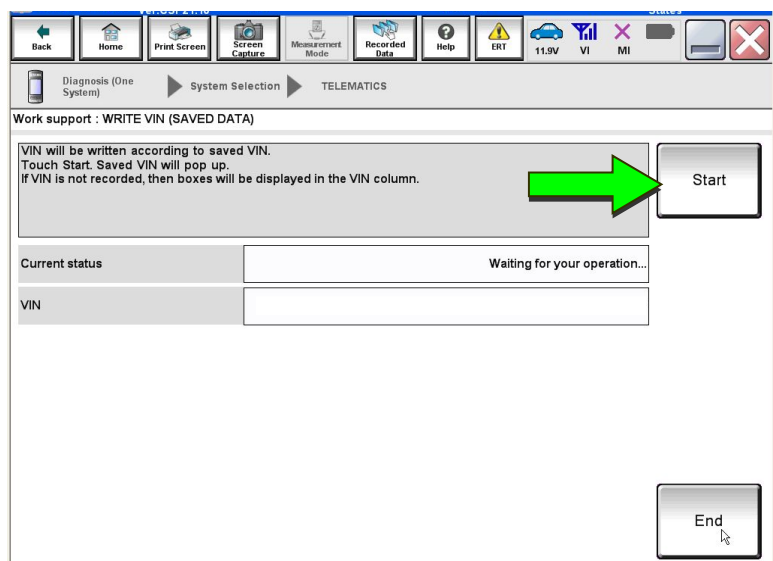 Back
Home
Print Screen
Screen
Capture
Measurement
Mode
Recorded
Data
Help
ERT
11.9V
VI
MI
Diagnosis (One
System)
System Selection
TELEMATICS
Work support : WRITE VIN (SAVED DATA)
VIN will be written according to saved VIN.
Touch Start. Saved VIN will pop up.
If VIN is not recorded, then boxes will be displayed in the VIN column.
Start
Current status
Waiting for your operation...
VIN
End